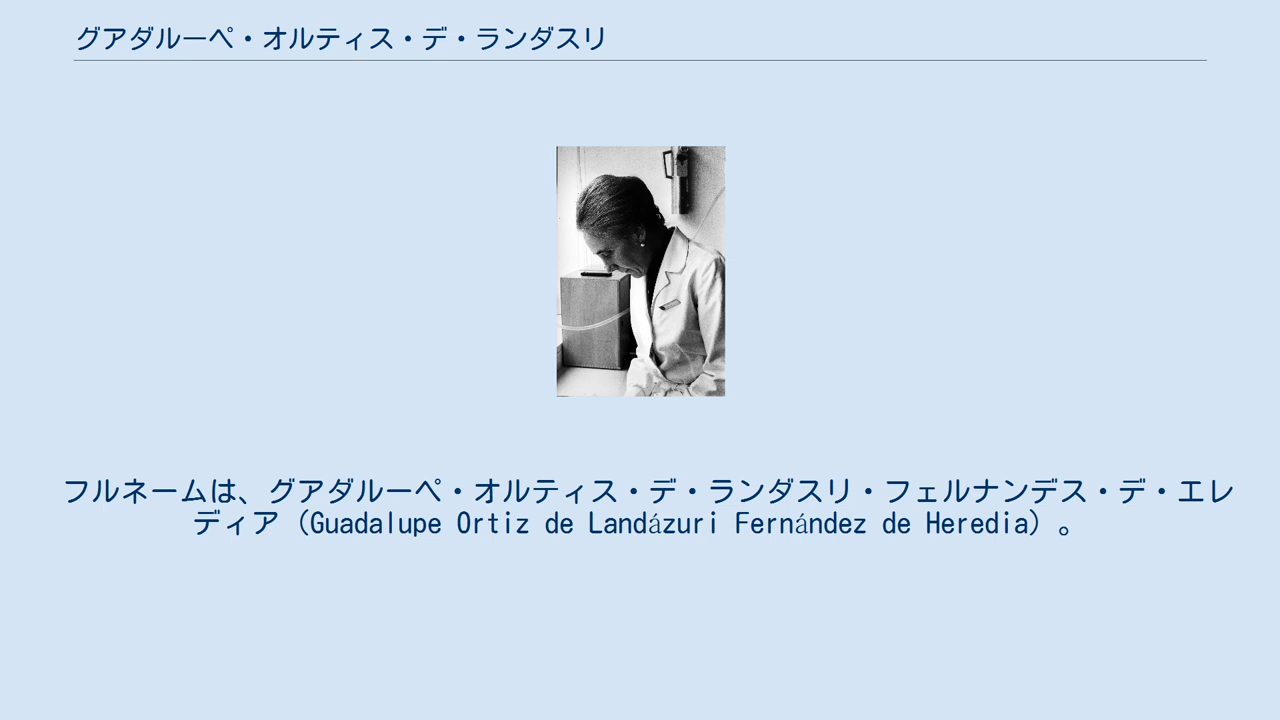 グアダルーペ・オルティス・デ・ランダスリ
フルネームは、グアダルーペ・オルティス・デ・ランダスリ・フェルナンデス・デ・エレ
ディア（Guadalupe Ortiz de Landázuri Fernández de Heredia）。